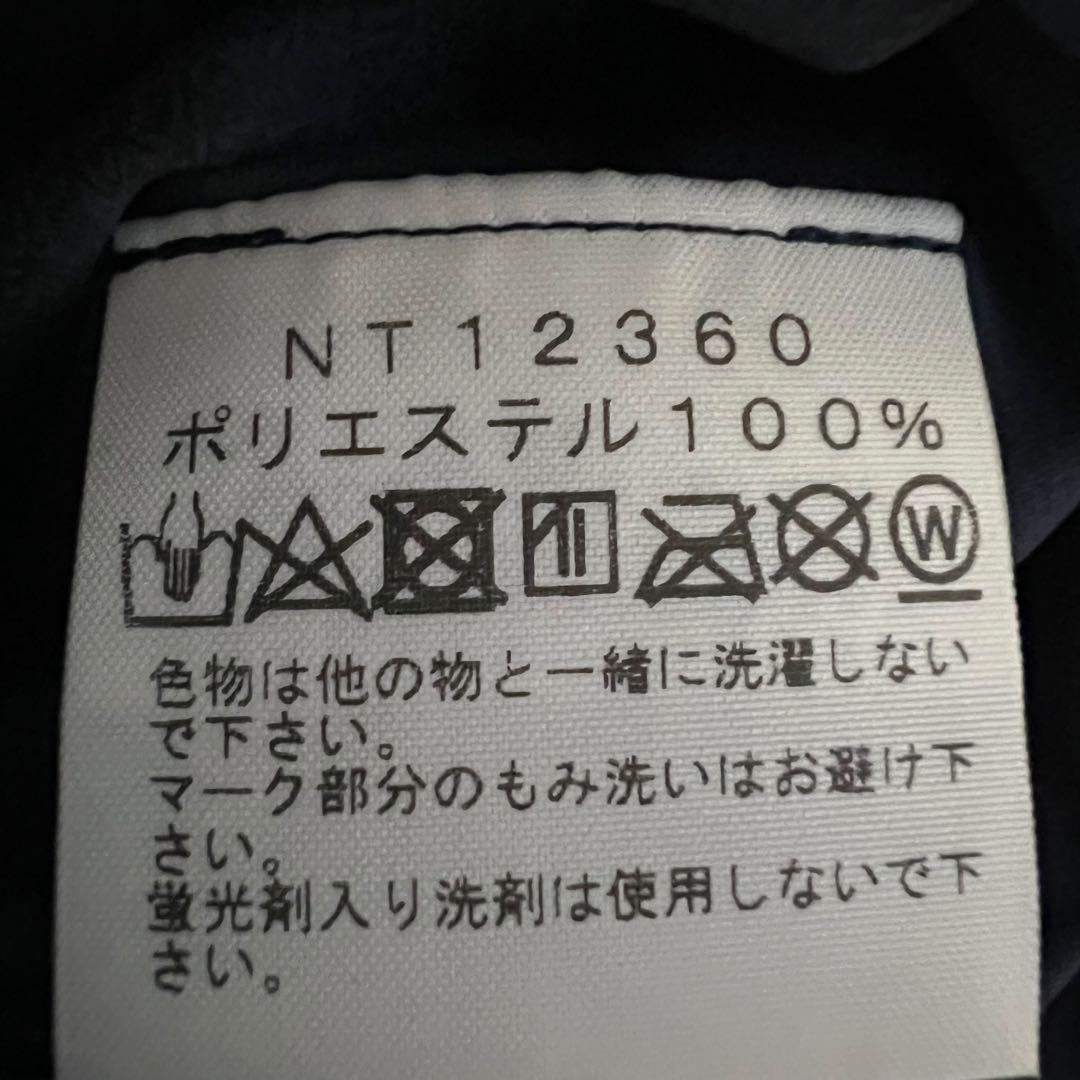 NT12360
ポリエステル100%
W
色物は他の物と一緒に洗濯しない
で下さい。
マーク部分のもみ洗いはお避け下
さい。
蛍光剤入り洗剤は使用しないで下
さい。